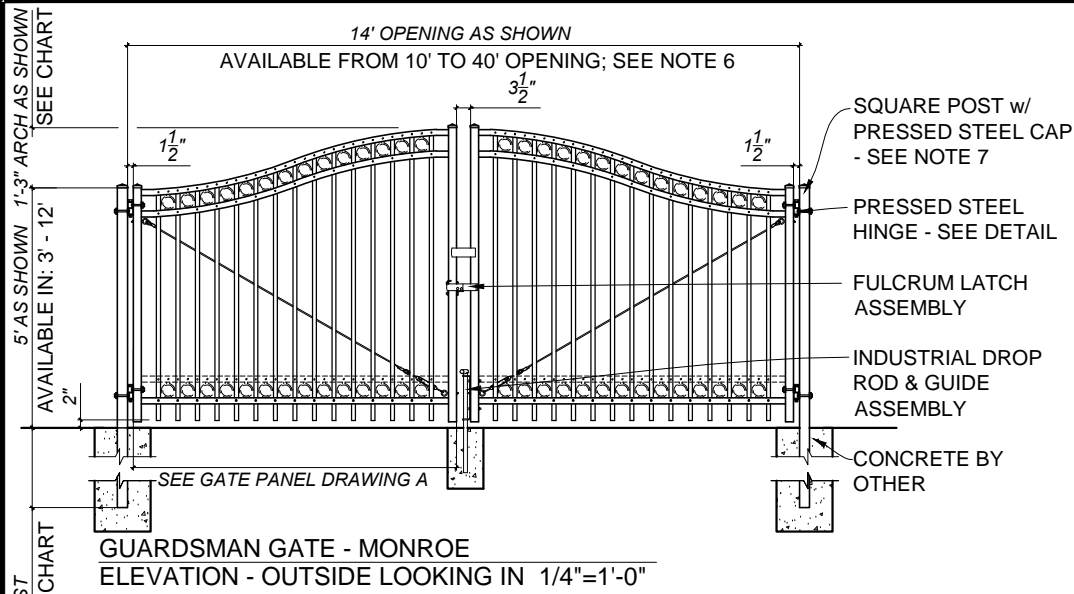 14' OPENING AS SHOWN
AVAILABLE FROM 10' TO 40' OPENING; SEE NOTE 6
3 1/2"
1 1/2"
1 1/2"
1'-3" ARCH AS SHOWN
SEE CHART
5' AS SHOWN
AVAILABLE IN: 3' - 12'
2"
SQUARE POST w/
PRESSED STEEL CAP
- SEE NOTE 7
PRESSED STEEL
HINGE - SEE DETAIL
FULCRUM LATCH
ASSEMBLY
INDUSTRIAL DROP
ROD & GUIDE
ASSEMBLY
CONCRETE BY
OTHER
SEE GATE PANEL DRAWING A
CHART
GUARDSMAN GATE - MONROE
ELEVATION - OUTSIDE LOOKING IN 1/4"=1'-0"